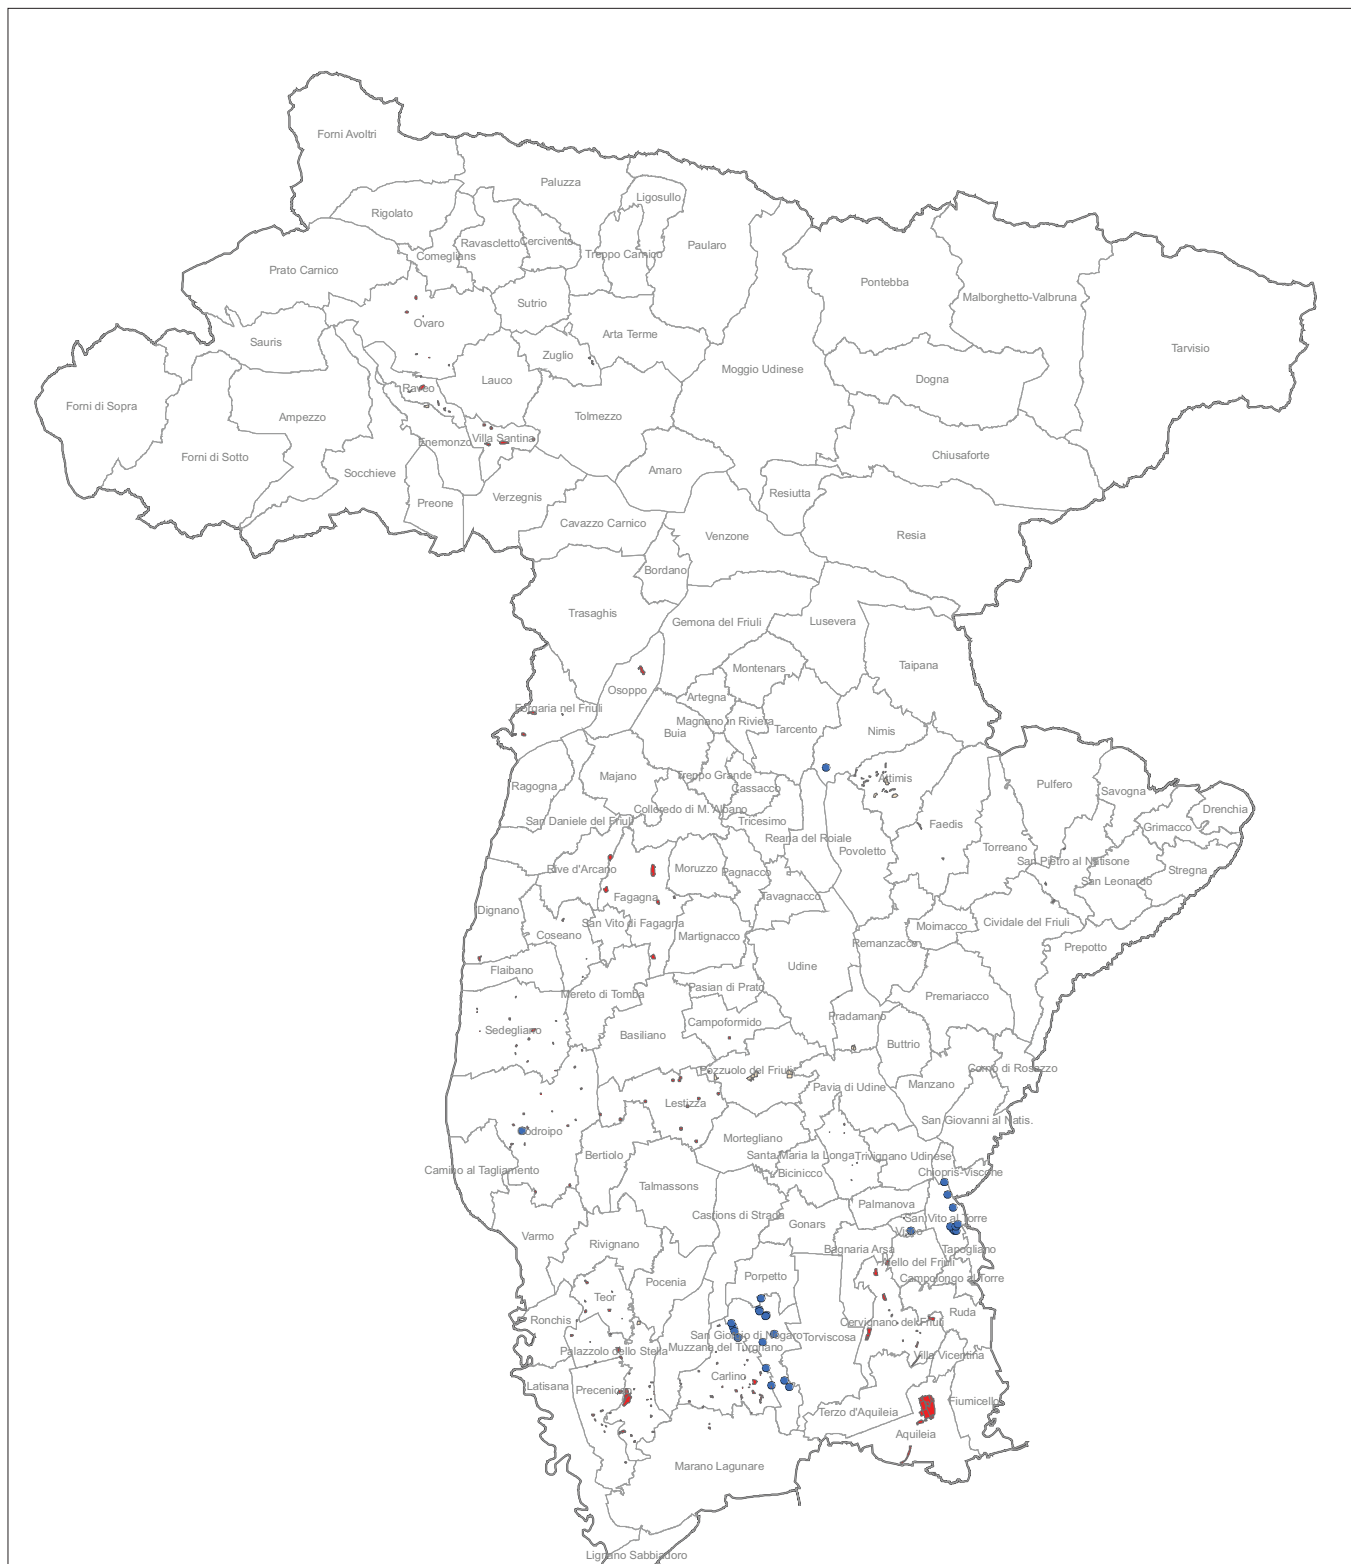 Forni Avoltri
Paluzza
Ligosullo
Rigolato
Ravascletto
Cercivento
Treppo Carnico
Paularo
Comeglians
Prato Carnico
Pontebba
Malborghetto-Valbruna
Sutrio
Ovaro
Arta Terme
Sauris
Zuglio
Tarvisio
Moggio Udinese
Lauco
Dogna
Raveo
Forni di Sopra
Ampezzo
Tolmezzo
Enemonzo
Villa Santina
Forni di Sotto
Chiusaforte
Socchieve
Amaro
Preone
Verzegnis
Resiutta
Cavazzo Carnico
Venzone
Resia
Bordano
Trasaghis
Gemona del Friuli
Lusevera
Montenars
Taipana
Osoppo
Artegna
Forgaria nel Friuli
Magnano in Riviera
Buia
Tarcento
Nimis
Ragogna
Majano
Treppo Grande
Attimis
Cassacco
Pulfero
Savogna
Colloredo di M. Albano
Drenchia
San Daniele del Friuli
Tricesimo
Faedis
Grimacco
Reana del Roiale
Povoletto
Torreano
San Pietro al Natisone
Rive d'Arcano
Moruzzo
Pagnacco
Stregna
San Leonardo
Fagagna
Tavagnacco
Dignano
San Vito di Fagagna
Moimacco
Cividale del Friuli
Coseano
Martignacco
Remanzacco
Prepotto
Flaibano
Udine
Mereto di Tomba
Pasian di Prato
Premariacco
Sedegliano
Campoformido
Pradamano
Basiliano
Buttrio
Pozzuolo del Friuli
Corno di Rosazzo
Pavia di Udine
Manzano
Lestizza
San Giovanni al Natis.
Codroipo
Mortegliano
Bertiolo
Santa Maria la Longa
Trivignano Udinese
Camino al Tagliamento
Bicinicco
Chiopris-Viscone
Talmassons
Palmanova
Castions di Strada
San Vito al Torre
Gonars
Visco
Varmo
Rivignano
Bagnaria Arsa
Tapogliano
Aiello del Friuli
Pocenia
Porpetto
Campolongo al Torre
Teor
Ronchis
Ruda
Cervignano del Friuli
San Giorgio di Nogaro
Torviscosa
Palazzolo dello Stella
Muzzana del Turgnano
Villa Vicentina
Carlino
Latisana
Precenicco
Fiumicello
Terzo d'Aquileia
Aquileia
Marano Lagunare
Lignano Sabbiadoro